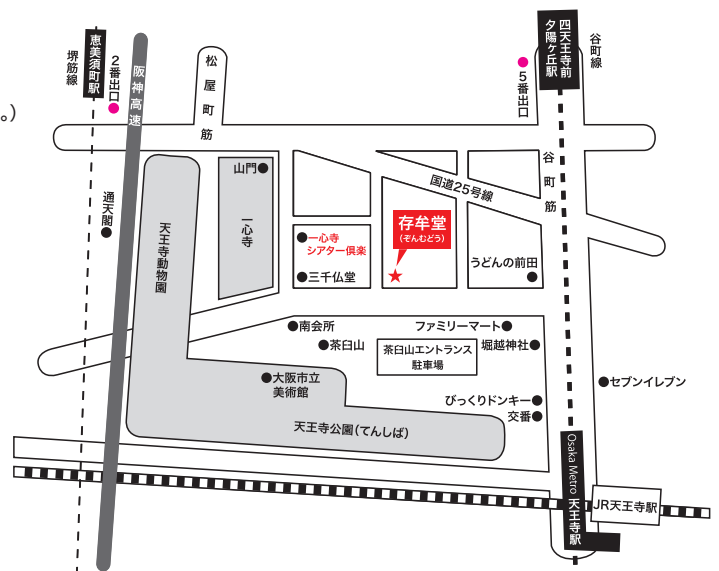 堺筋線
恵美須町駅
2番出口
阪神高速
松屋町筋
5番出口
四天王寺前
夕陽ヶ丘駅
谷町線
。)
山門
国道25号線
谷町筋
通天閣
天王寺動物園
一心寺
一心寺
シアター倶楽
存牟堂
(ぞんむどう)
三千仏堂
うどんの前田
南会所
ファミリーマート
茶臼山
茶臼山エントランス
駐車場
堀越神社
大阪市立
美術館
セブンイレブン
びっくりドンキー
交番
天王寺公園(てんしば)
Osaka Metro 天王寺駅
JR天王寺駅